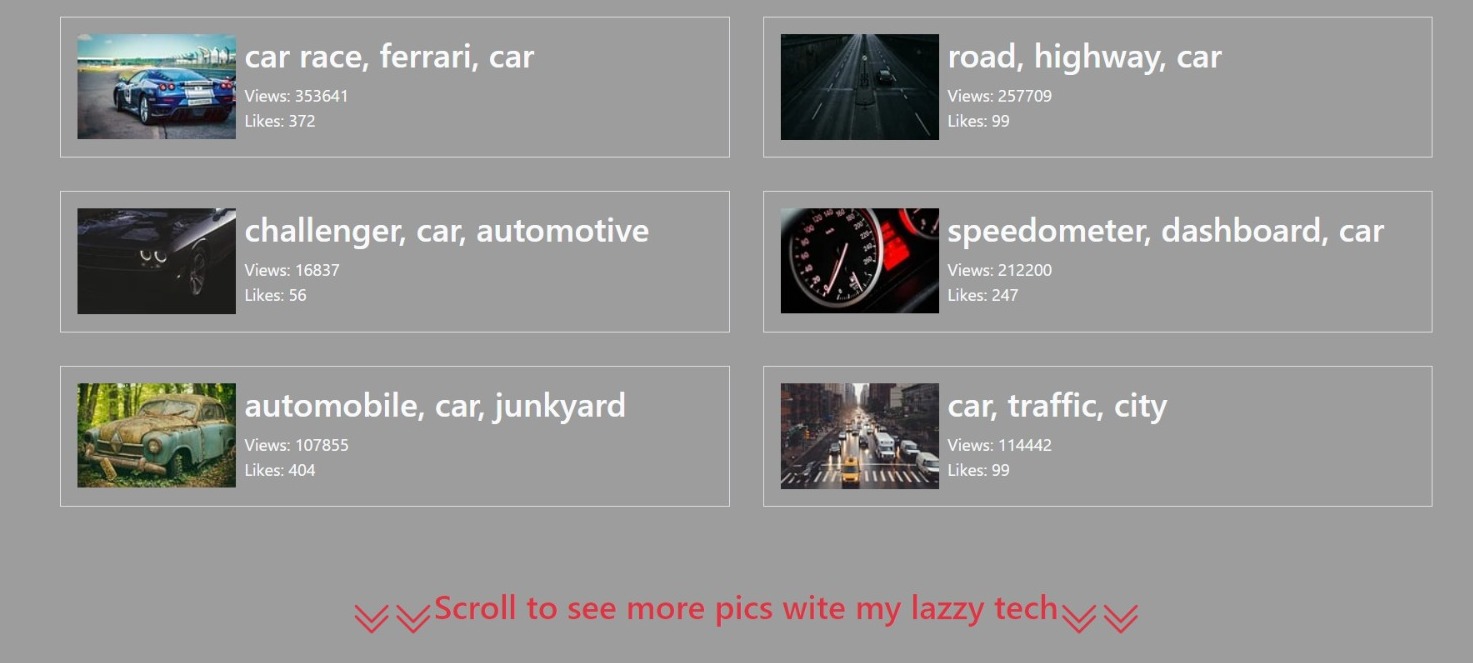 car race, ferrari, car
Views: 353641
Likes: 372
road, highway, car
Views: 257709
Likes: 99
challenger, car, automotive
Views: 16837
Likes: 56
speedometer, dashboard, car
Views: 212200
Likes: 247
automobile, car, junkyard
Views: 107855
Likes: 404
car, traffic, city
Views: 114442
Likes: 99
Scroll to see more pics wite my lazzy tech